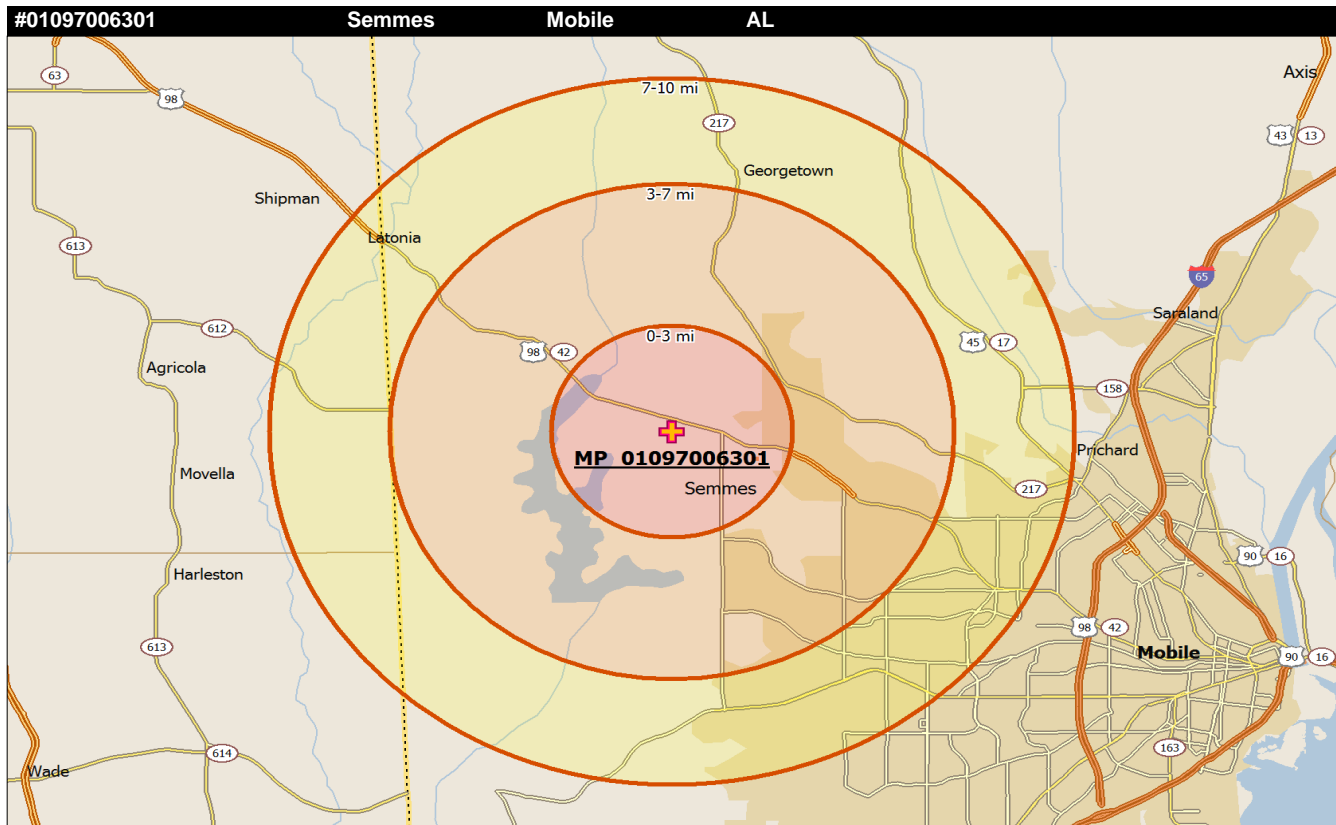 #01097006301 Semmes Mobile AL
63
98
7-10 mi
217
Axis
43 13
Georgetown
3-7 mi
Shipman
Latonia
613
65
Saraland
612
0-3 mi
98 42
45 17
Agricola
158
MP 01097006301
Prichard
Movella
Semmes
217
90 16
Harleston
98 42
613
Mobile
90 16
163
614
Wade